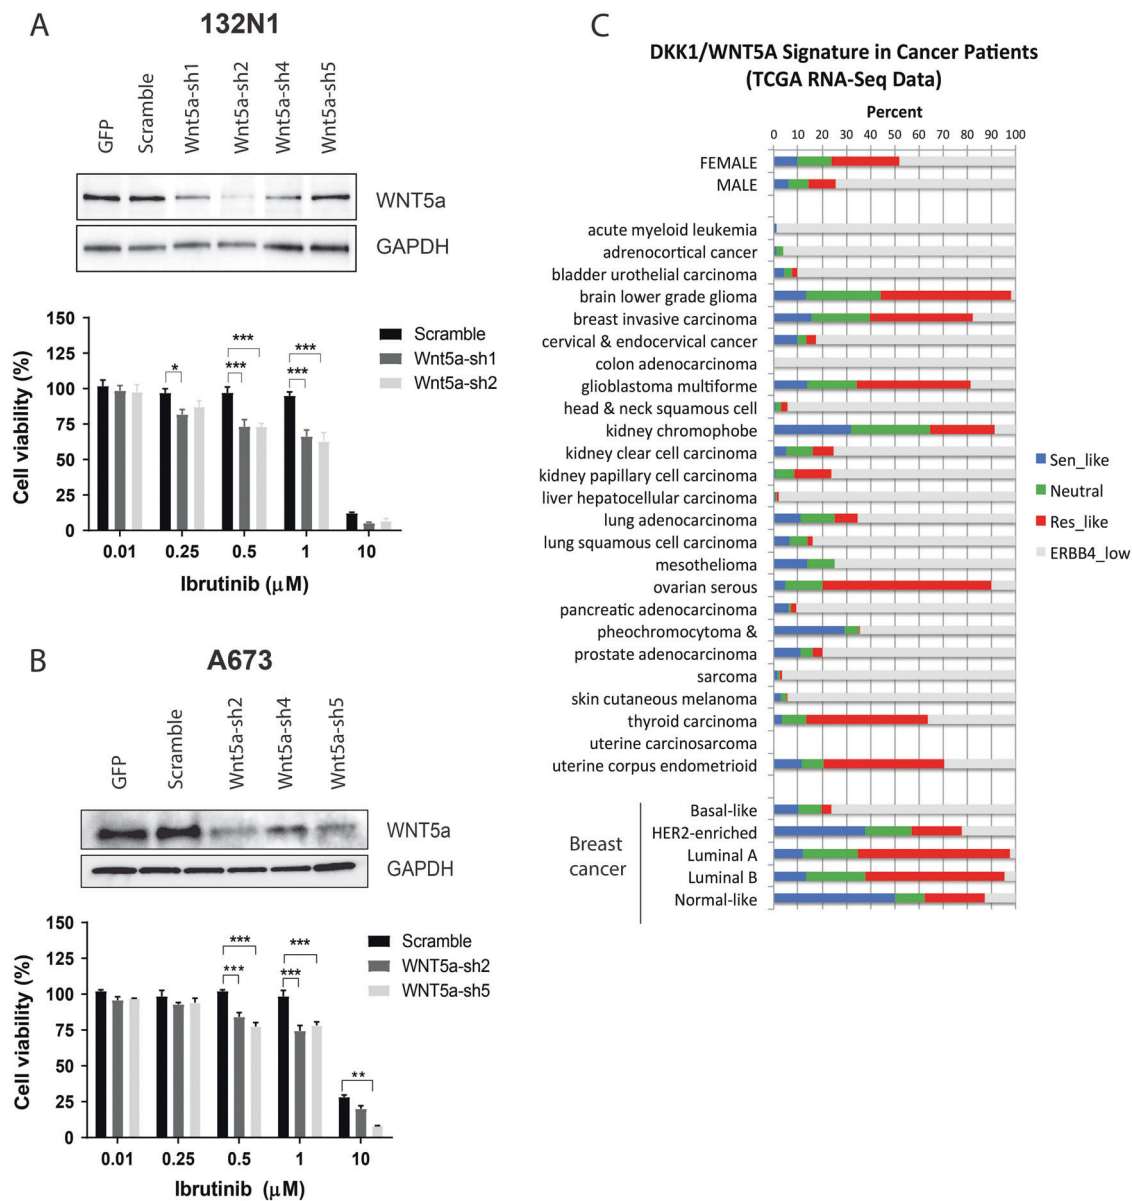 A
132N1
GFP
Scramble
Wnt5a-sh1
Wnt5a-sh2
Wnt5a-sh4
Wnt5a-sh5
WNT5a
GAPDH
150
125
100
75
50
25
0
Cell viability (%)
*
***
***
***
***
Scramble
Wnt5a-sh1
Wnt5a-sh2
0.01 0.25 0.5 1 10
Ibrutinib (μM)
B
A673
GFP
Scramble
Wnt5a-sh2
Wnt5a-sh4
Wnt5a-sh5
WNT5a
GAPDH
150
125
100
75
50
25
0
Cell viability (%)
***
***
***
***
**
Scramble
WNT5a-sh2
WNT5a-sh5
0.01 0.25 0.5 1 10
Ibrutinib (μM)
C
DKK1/WNT5A Signature in Cancer Patients
(TCGA RNA-Seq Data)
Percent
0 10 20 30 40 50 60 70 80 90 100
FEMALE
MALE
acute myeloid leukemia
adrenocortical cancer
bladder urothelial carcinoma
brain lower grade glioma
breast invasive carcinoma
cervical & endocervical cancer
colon adenocarcinoma
glioblastoma multiforme
head & neck squamous cell
kidney chromophobe
kidney clear cell carcinoma
kidney papillary cell carcinoma
liver hepatocellular carcinoma
lung adenocarcinoma
lung squamous cell carcinoma
mesothelioma
ovarian serous
pancreatic adenocarcinoma
pheochromocytoma &
prostate adenocarcinoma
sarcoma
skin cutaneous melanoma
thyroid carcinoma
uterine carcinosarcoma
uterine corpus endometrioid
Breast
cancer
Basal-like
HER2-enriched
Luminal A
Luminal B
Normal-like
Sen_like
Neutral
Res_like
ERBB4_low